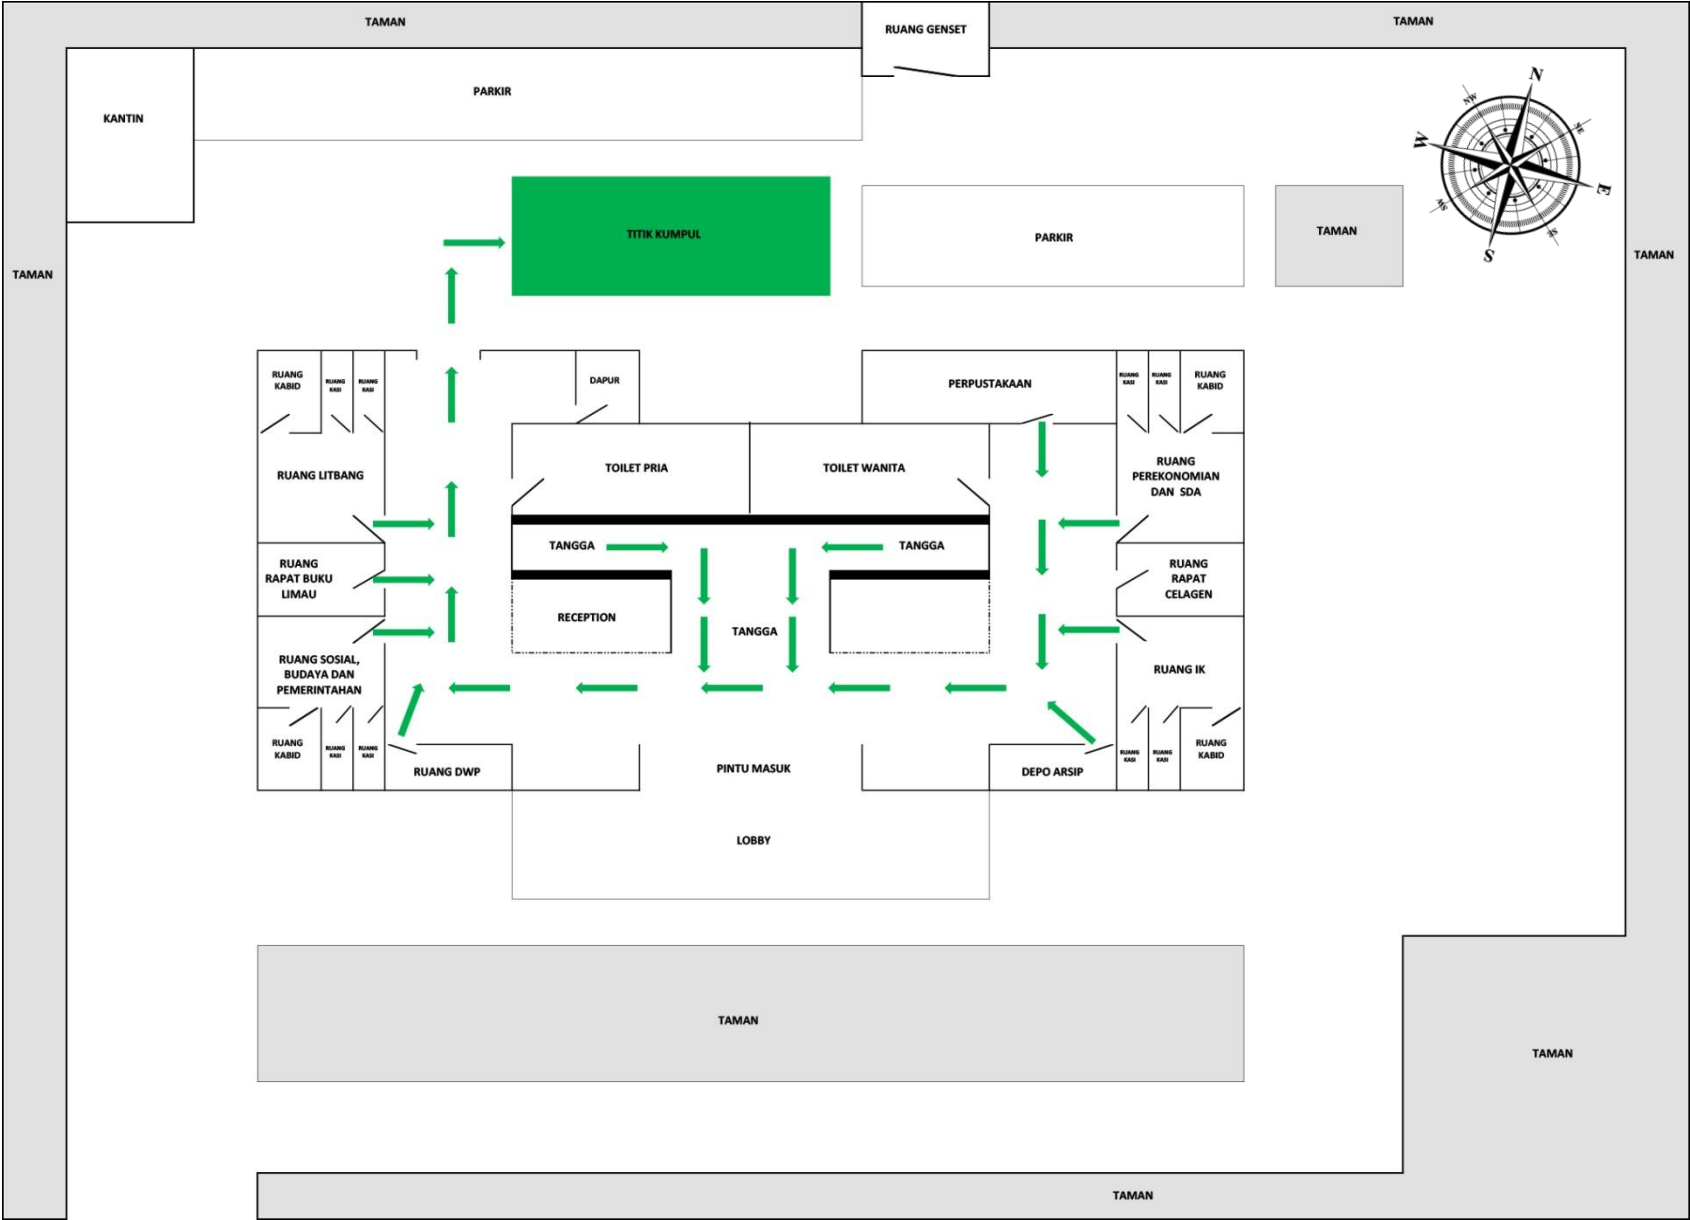 TAMAN
RUANG GENSET
TAMAN
KANTIN
PARKIR
N
NW
NE
W
E
SW
SE
S
TITIK KUMPUL
PARKIR
TAMAN
TAMAN
TAMAN
RUANG
KABID
RUANG
KASI
RUANG
KASI
DAPUR
PERPUSTAKAAN
RUANG
KASI
RUANG
KASI
RUANG
KABID
RUANG LITBANG
TOILET PRIA
TOILET WANITA
RUANG
PEREKONOMIAN
DAN SDA
TANGGA
TANGGA
RUANG
RAPAT BUKU
LIMAU
RUANG
RAPAT
CELAGEN
RECEPTION
TANGGA
RUANG SOSIAL,
BUDAYA DAN
PEMERINTAHAN
RUANG IK
RUANG
KABID
RUANG
KASI
RUANG
KASI
RUANG DWP
PINTU MASUK
DEPO ARSIP
RUANG
KASI
RUANG
KASI
RUANG
KABID
LOBBY
TAMAN
TAMAN
TAMAN